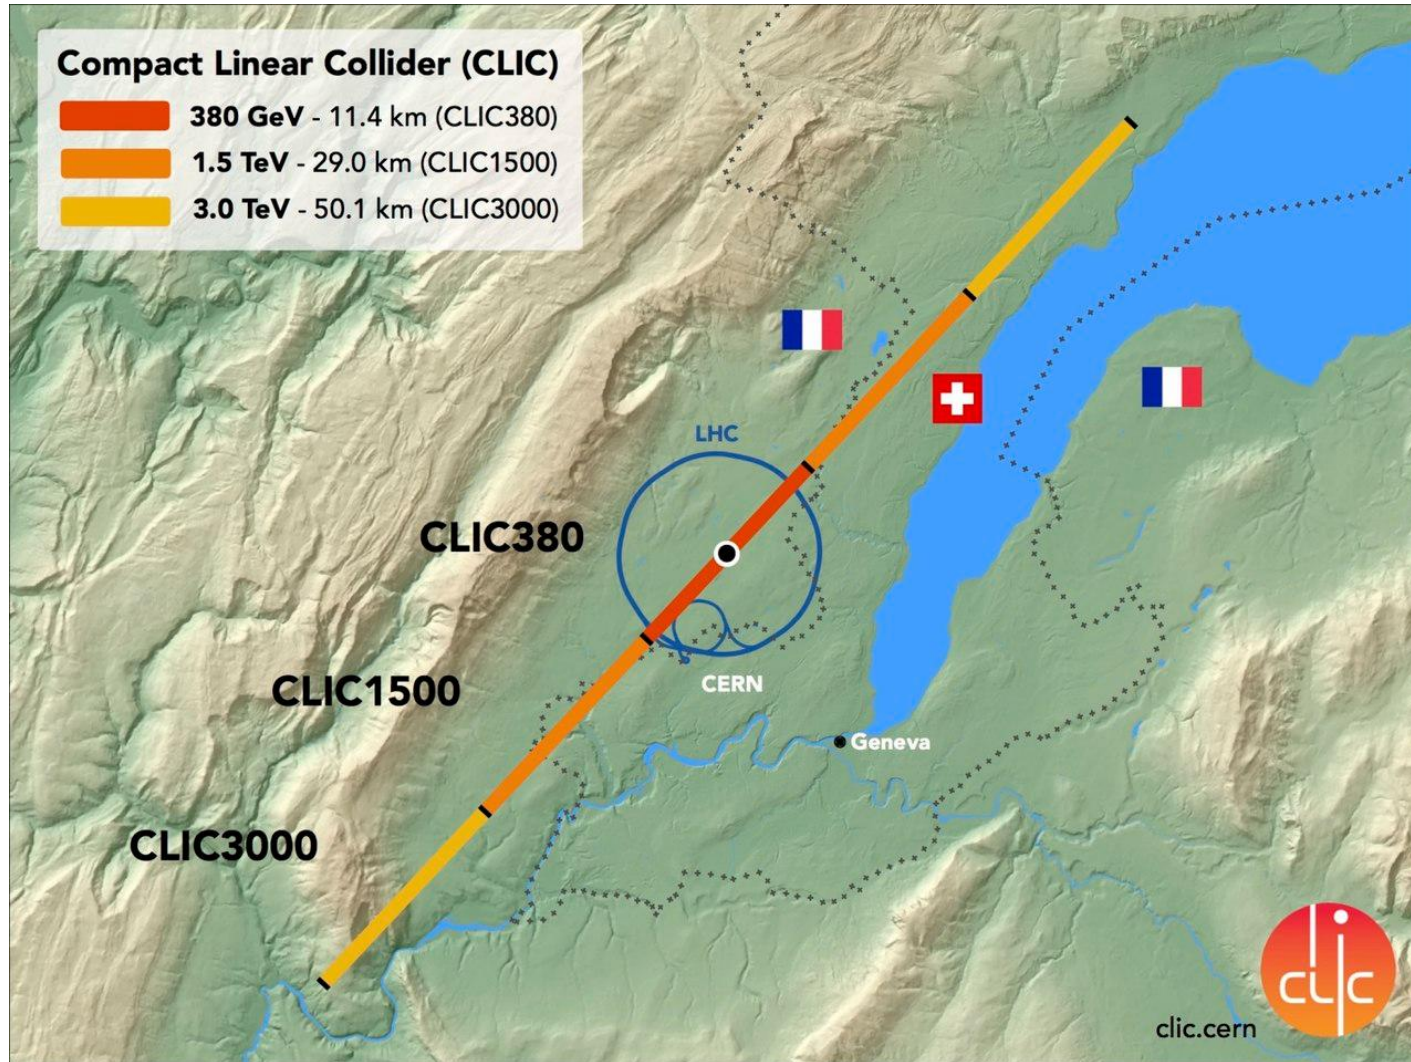 Compact Linear Collider (CLIC)
380 GeV - 11.4 km (CLIC380)
1.5 TeV - 29.0 km (CLIC1500)
3.0 TeV - 50.1 km (CLIC3000)
LHC
CLIC380
CLIC1500
CERN
Geneva
CLIC3000
clic
clic.cern